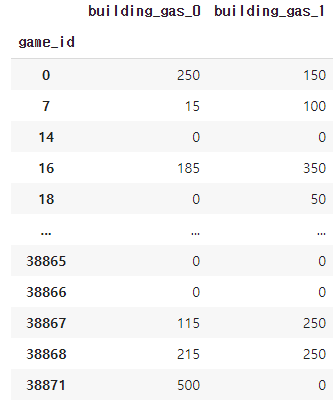 building_gas_0 building_gas_1
game_id
0 250 150
7 15 100
14 0 0
16 185 350
18 0 50
... ... ...
38865 0 0
38866 0 0
38867 115 250
38868 215 250
38871 500 0